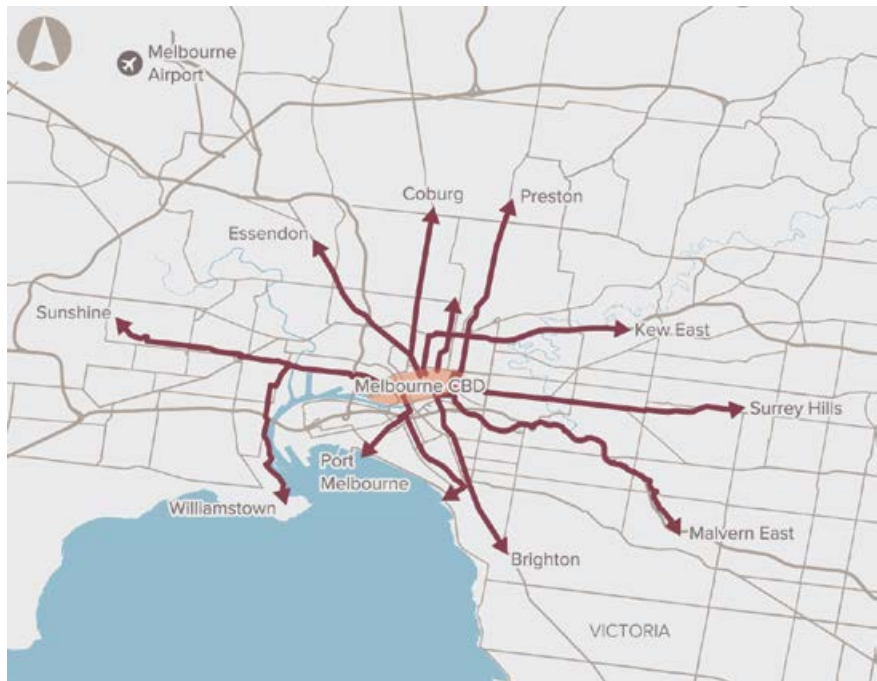 Melbourne
Airport
Coburg
Preston
Essendon
Sunshine
Kew East
Melbourne CBD
Surrey Hills
Port
Melbourne
Williamstown
Malvern East
Brighton
VICTORIA